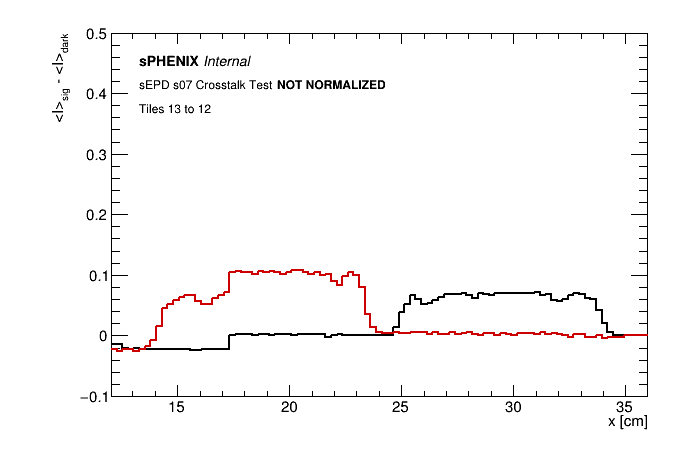 0.5
sPHENIX Internal
sEPD s07 Crosstalk Test NOT NORMALIZED
Tiles 13 to 12
<I>sig - <I>dark
0.4
0.3
0.2
0.1
0
−0.1
15 20 25 30 35
x [cm]